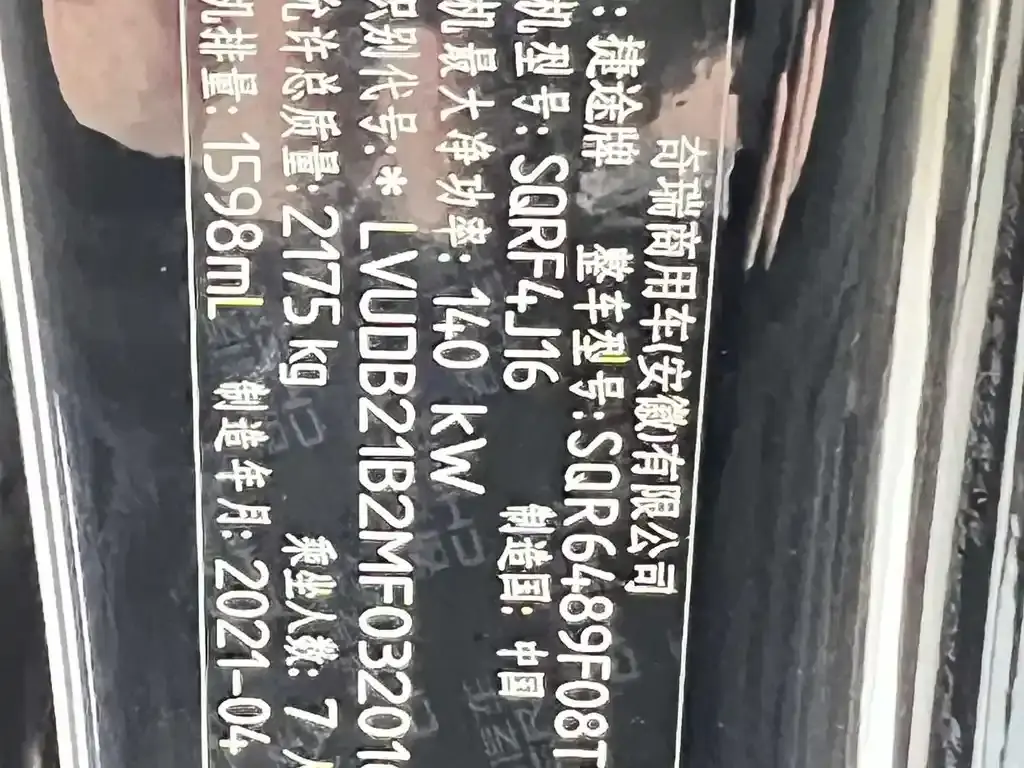 奇瑞商用车(安徽)有限公司
: 捷途牌 整车型号:SQR6489F08T
机型号: SQRF4J16 制造国: 中国
机最大净功率: 140 kW
识别代号:* LVUDB21B2MF03201
允许总质量: 2175kg 乘坐人数: 7人
机排量: 1598mL 制造年月: 2021-04